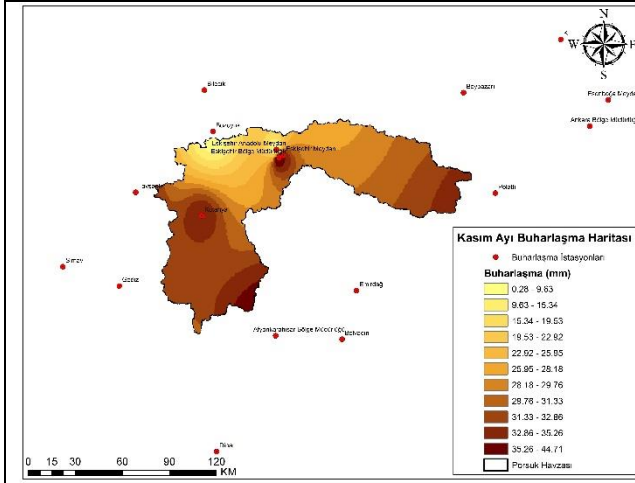 N
W
E
S
Bilecik
Beypazarı
Bozüyük
Eskişehir Anadolu Meydan
Eskişehir Bölge Müdürlüğü
Eskişehir Meydan
Ankara Bölge Müdürlüğü
Polatlı
Tavşanlı
Kütahya
Simav
Gediz
Emirdağ
Afyonkarahisar Bölge Müdürlüğü
Bolvadin
Dinar
Kasım Ayı Buharlaşma Haritası
Buharlaşma İstasyonları
Buharlaşma (mm)
0.28 - 9.63
9.63 - 15.34
15.34 - 19.53
19.53 - 22.92
22.92 - 25.95
25.95 - 28.18
28.18 - 29.76
29.76 - 31.33
31.33 - 32.86
32.86 - 35.26
35.26 - 44.71
Porsuk Havzası
0 15 30 60 90 120
KM